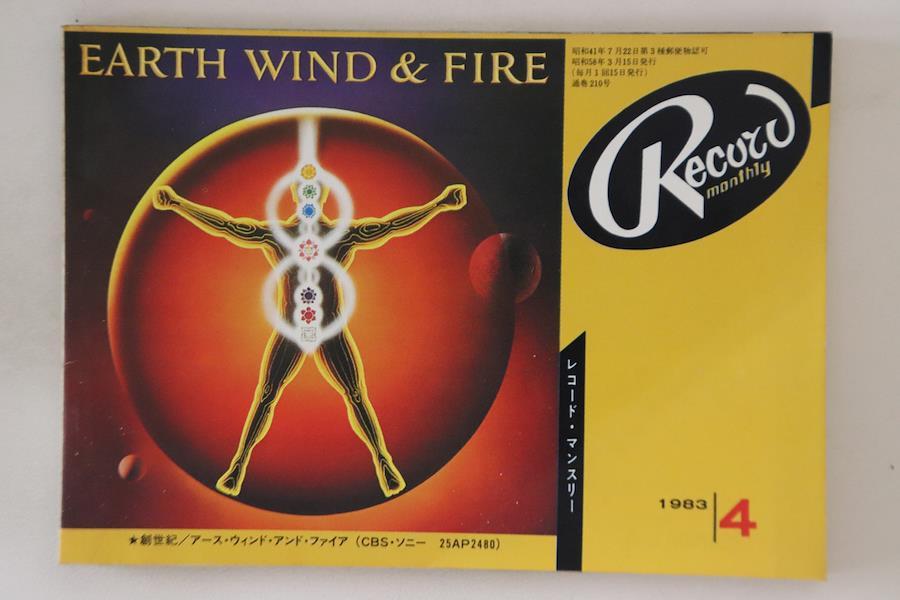 EARTH WIND & FIRE
昭和41年7月22日第3種郵便物認可
昭和58年3月15日発行
(毎月1回15日発行)
通巻210号
Record
monthly
レコード・マンスリー
1983 4
★創世紀/アース・ウィンド・アンド・ファイア (CBS・ソニー 25AP2480)